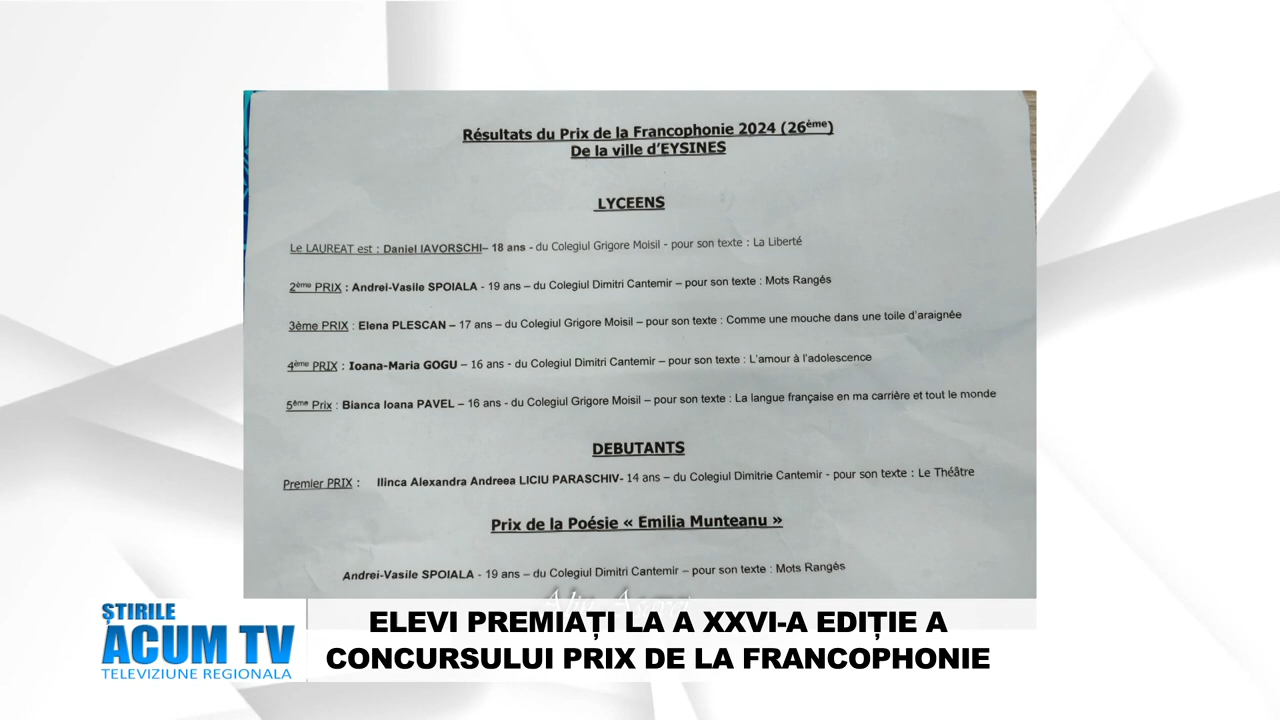 Résultats du Prix de la Francophonie 2024 (26ème)
De la ville d'EYSINES
LYCEENS
Le LAUREAT est : Daniel IAVORSCHI– 18 ans - du Colegiul Grigore Moisil - pour son texte : La Liberté
2ème PRIX : Andrei-Vasile SPOIALA - 19 ans – du Colegiul Dimitri Cantemir – pour son texte : Mots Rangés
3ème PRIX : Elena PLESCAN – 17 ans – du Colegiul Grigore Moisil – pour son texte : Comme une mouche dans une toile d'araignée
4ème PRIX : Ioana-Maria GOGU – 16 ans - du Colegiul Dimitri Cantemir – pour son texte : L'amour à l'adolescence
5ème Prix : Bianca Ioana PAVEL – 16 ans - du Colegiul Grigore Moisil – pour son texte : La langue française en ma carrière et tout le monde
DEBUTANTS
Premier PRIX : Ilinca Alexandra Andreea LICIU PARASCHIV- 14 ans – du Colegiul Dimitrie Cantemir - pour son texte : Le Théâtre
Prix de la Poésie « Emilia Munteanu »
Andrei-Vasile SPOIALA - 19 ans – du Colegiul Dimitri Cantemir – pour son texte : Mots Rangés
ȘTIRILE
ACUM TV
TELEVIZIUNE REGIONALA
ELEVI PREMIAȚI LA A XXVI-A EDIȚIE A
CONCURSULUI PRIX DE LA FRANCOPHONIE